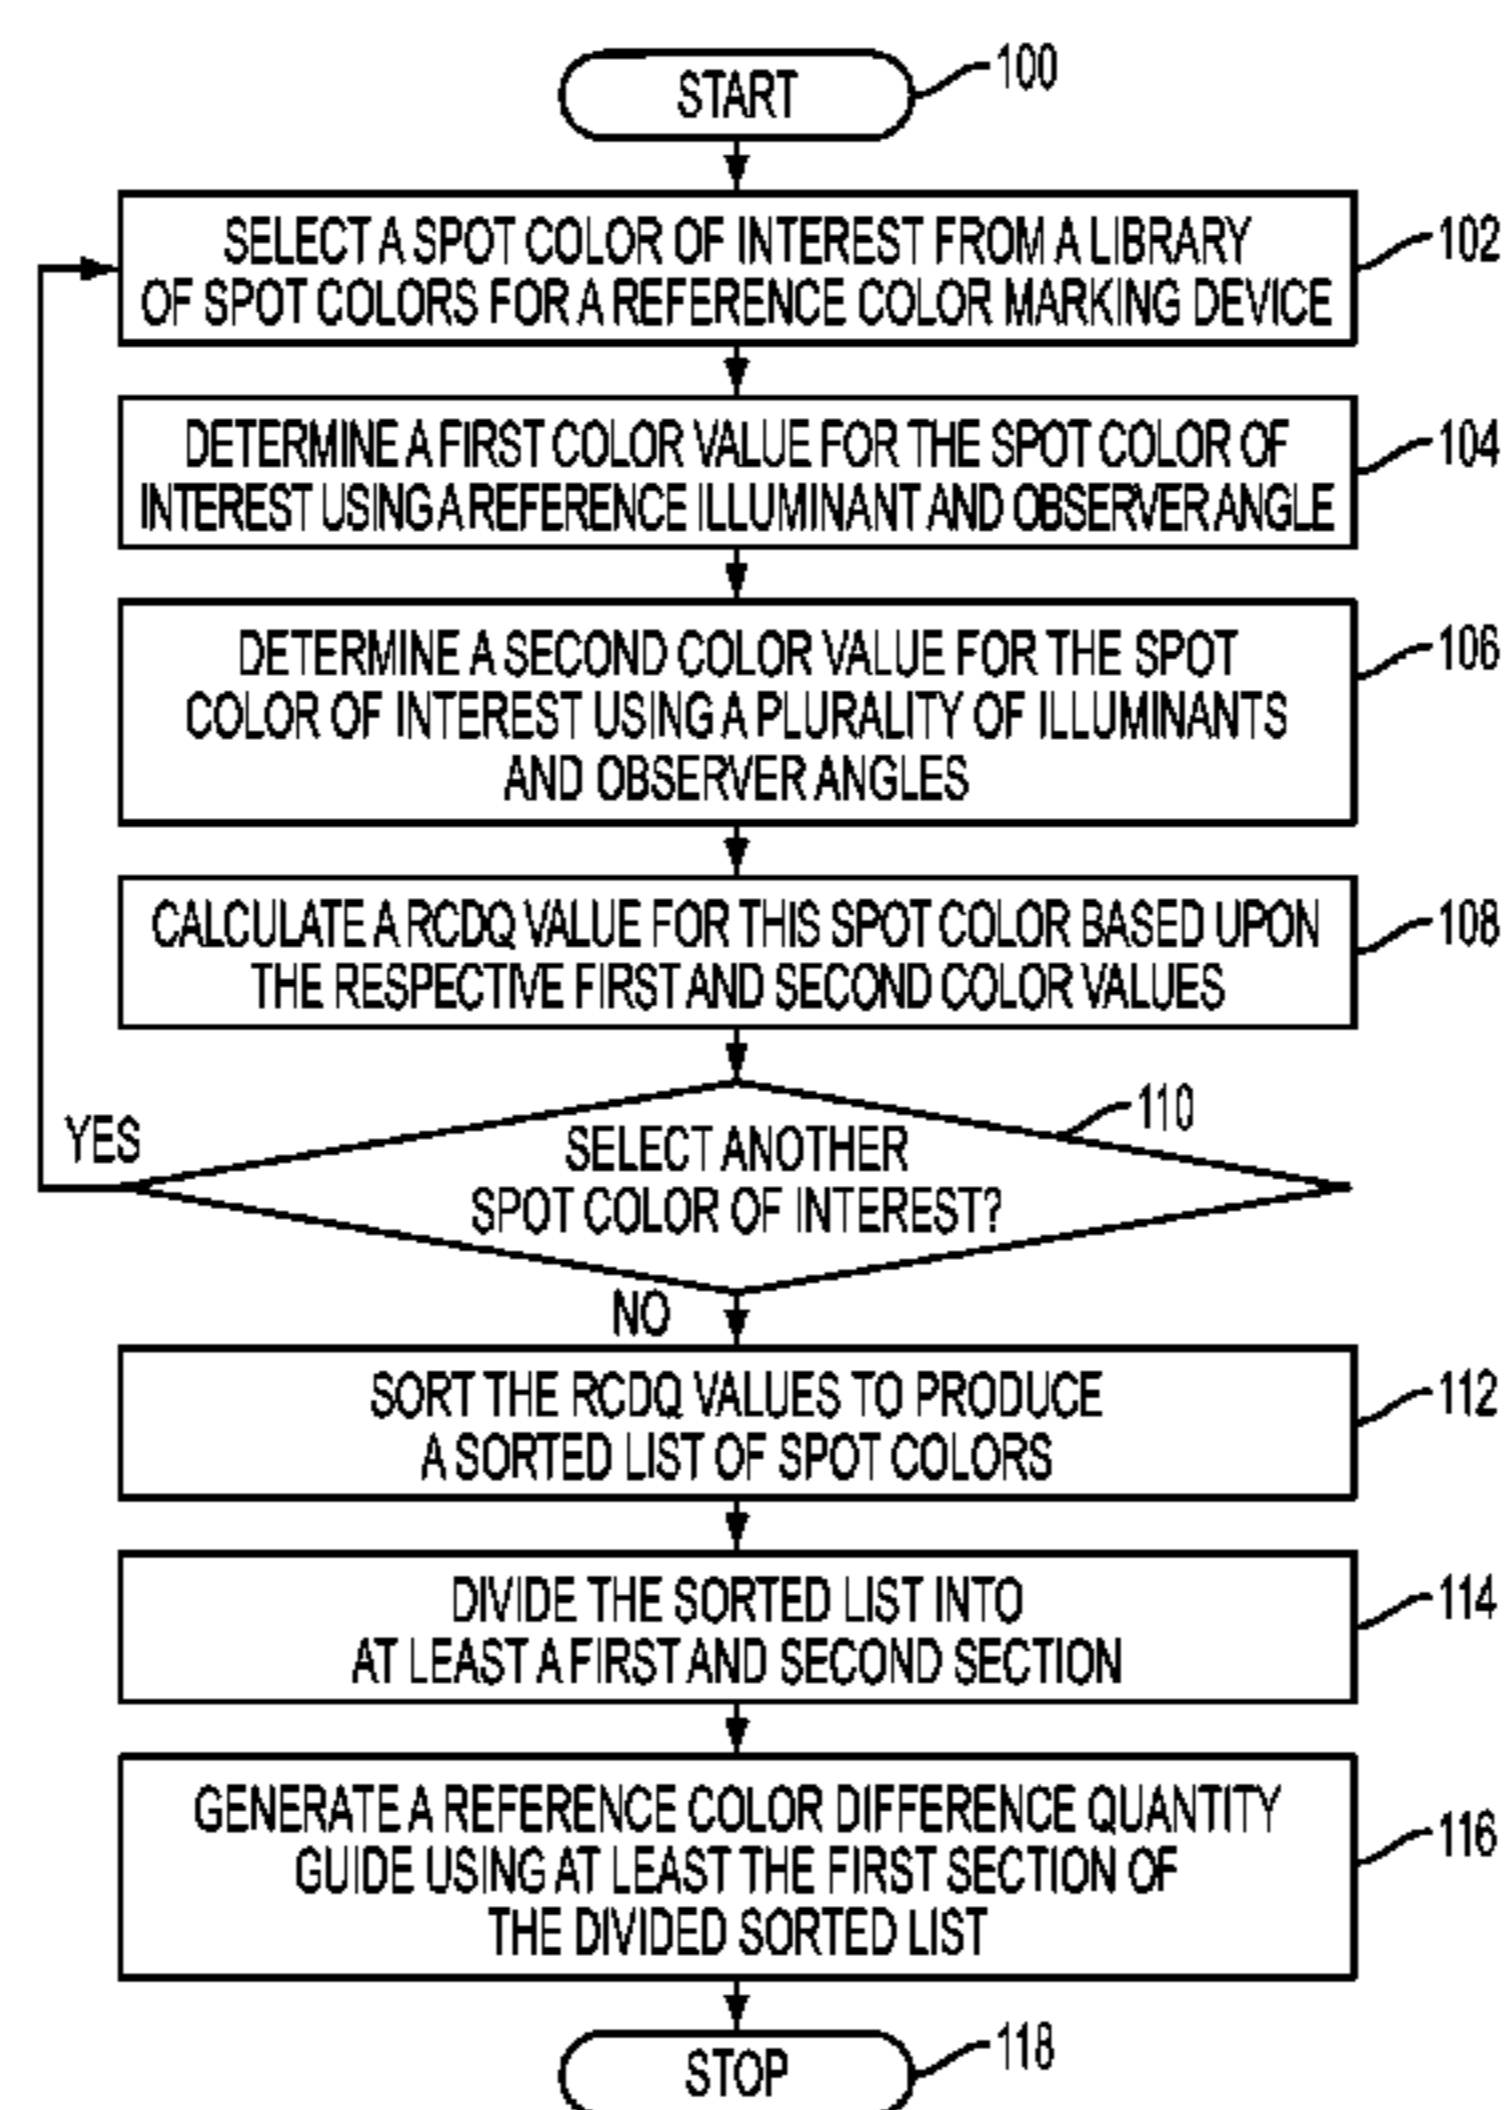 START
100
SELECT A SPOT COLOR OF INTEREST FROM A LIBRARY
OF SPOT COLORS FOR A REFERENCE COLOR MARKING DEVICE
102
DETERMINE A FIRST COLOR VALUE FOR THE SPOT COLOR OF
INTEREST USING A REFERENCE ILLUMINANT AND OBSERVER ANGLE
104
DETERMINE A SECOND COLOR VALUE FOR THE SPOT
COLOR OF INTEREST USING A PLURALITY OF ILLUMINANTS
AND OBSERVER ANGLES
106
CALCULATE A RCDQ VALUE FOR THIS SPOT COLOR BASED UPON
THE RESPECTIVE FIRST AND SECOND COLOR VALUES
108
110
YES
SELECT ANOTHER
SPOT COLOR OF INTEREST?
NO
SORT THE RCDQ VALUES TO PRODUCE
A SORTED LIST OF SPOT COLORS
112
DIVIDE THE SORTED LIST INTO
AT LEAST A FIRST AND SECOND SECTION
114
GENERATE A REFERENCE COLOR DIFFERENCE QUANTITY
GUIDE USING AT LEAST THE FIRST SECTION OF
THE DIVIDED SORTED LIST
116
STOP
118